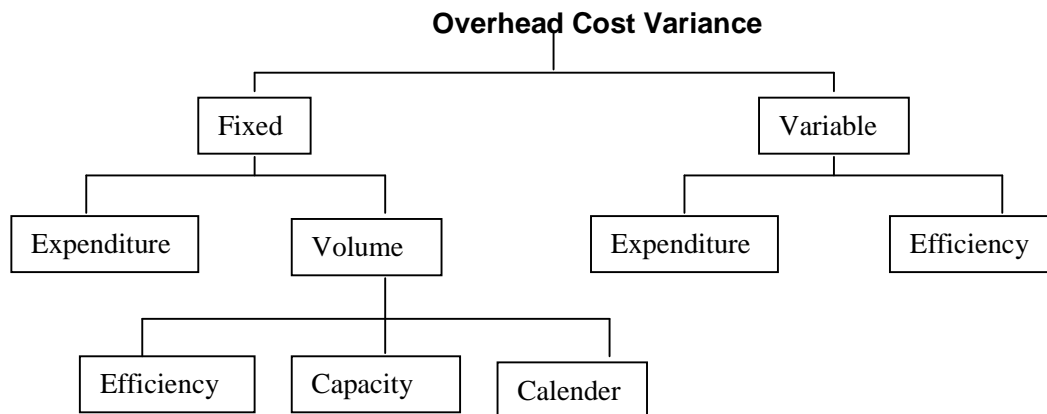 Overhead Cost Variance
Fixed
Variable
Expenditure
Volume
Expenditure
Efficiency
Efficiency
Capacity
Calender